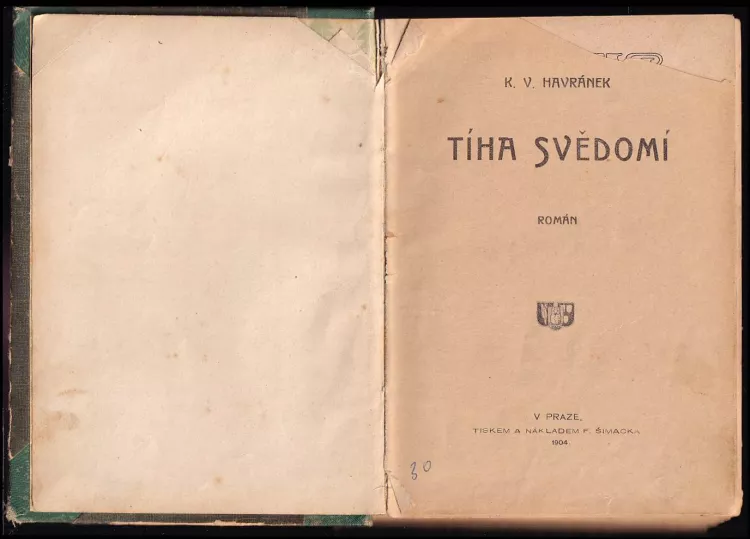 K. V. HAVRÁNEK
TÍHA SVĚDOMÍ
ROMÁN
V PRAZE,
TISKEM A NÁKLADEM F. ŠIMÁČKA
1904.
30